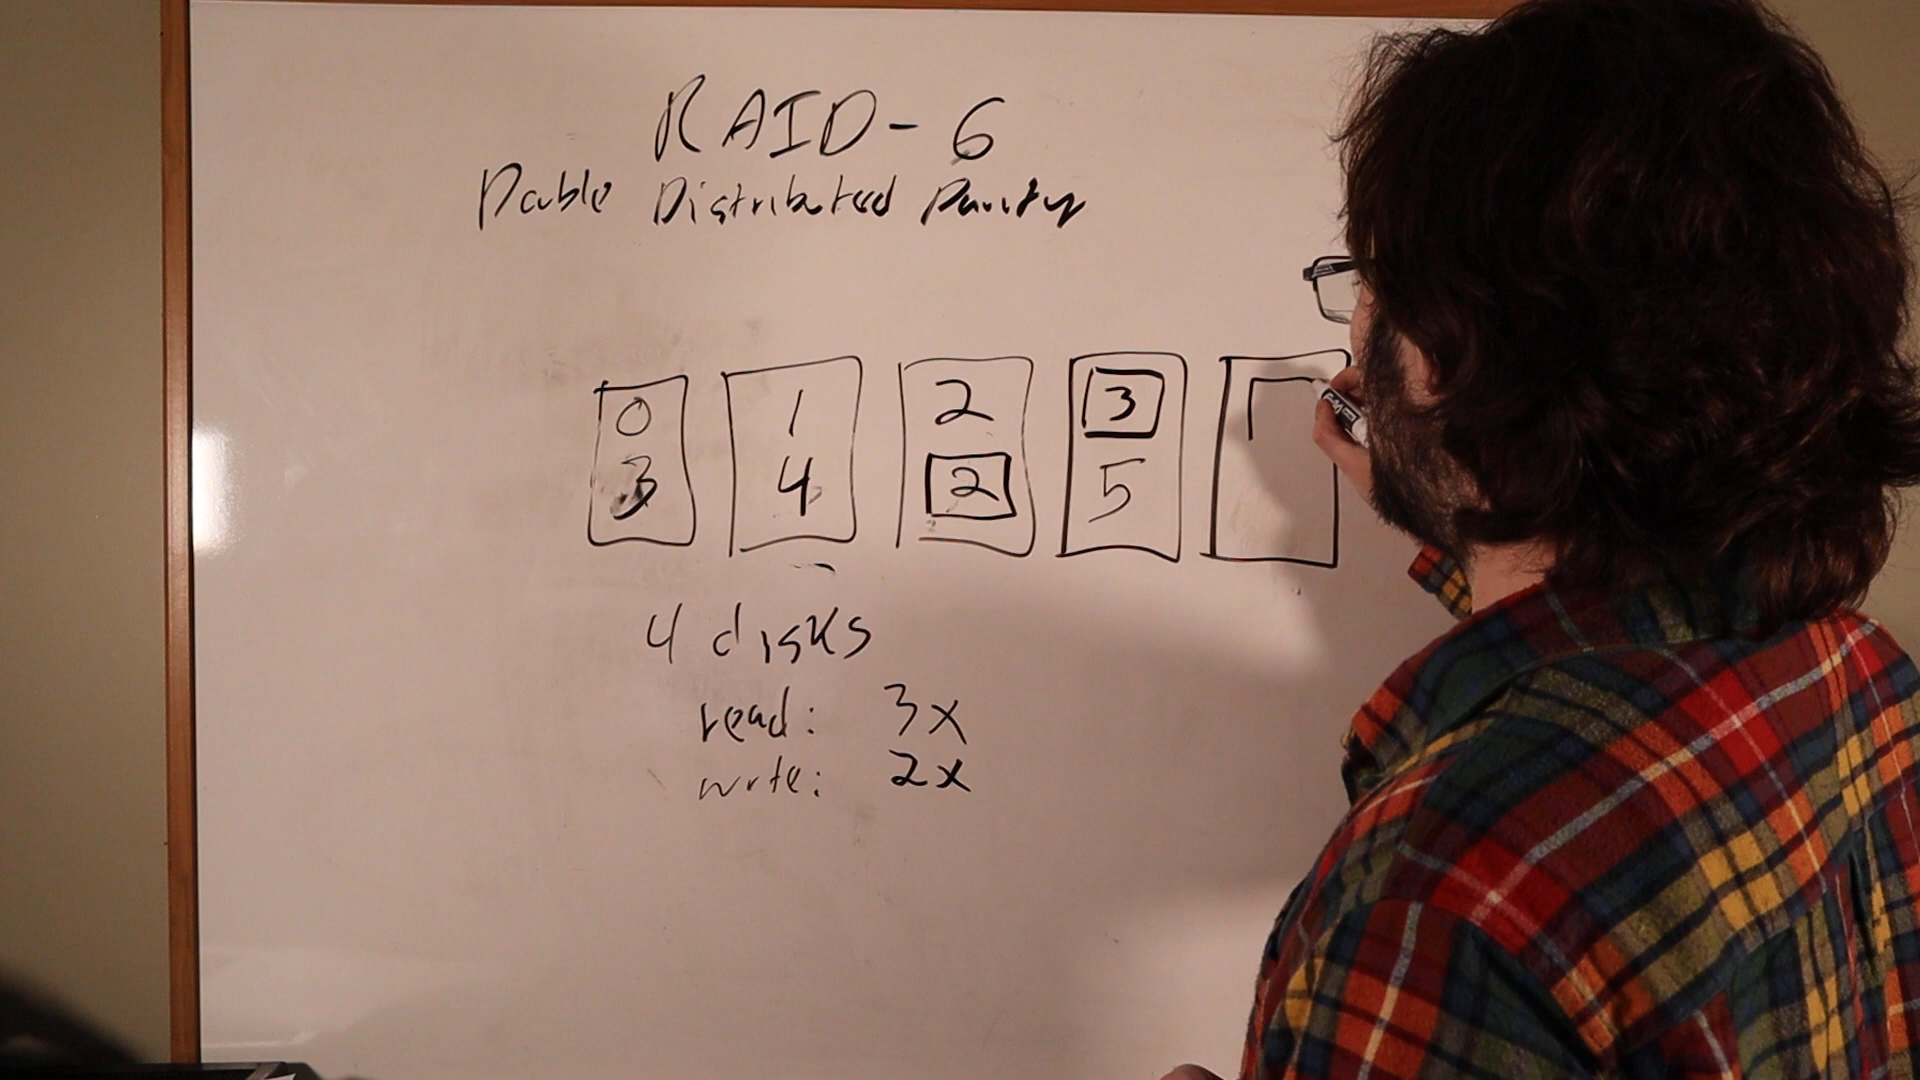 RAID-6
Double Distributed Parity
0 1 2 3
3 4 2 5
4 disks
read: 3x
write: 2x